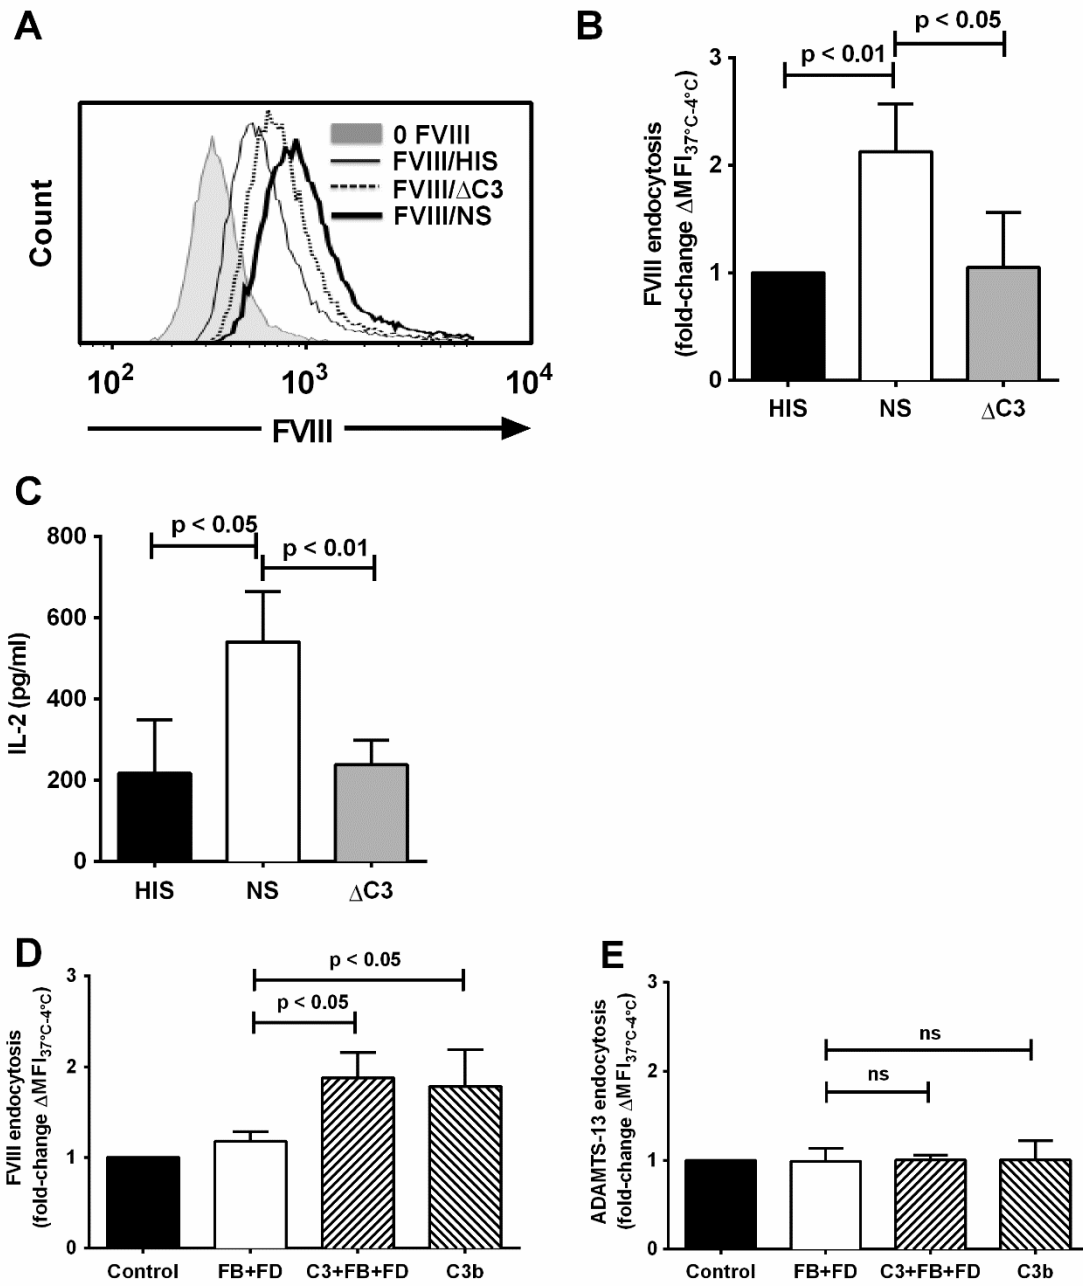 A
0 FVIII
FVIII/HIS
FVIII/ΔC3
FVIII/NS
Count
10²
10³
10⁴
FVIII
B
p < 0.05
p < 0.01
FVIII endocytosis
(fold-change ΔMFI37°C-4°C)
3
2
1
0
HIS
NS
ΔC3
C
p < 0.05
p < 0.01
IL-2 (pg/ml)
800
600
400
200
0
HIS
NS
ΔC3
D
p < 0.05
p < 0.05
FVIII endocytosis
(fold-change ΔMFI37°C-4°C)
3
2
1
0
Control
FB+FD
C3+FB+FD
C3b
E
ns
ns
ADAMTS-13 endocytosis
(fold-change ΔMFI37°C-4°C)
3
2
1
0
Control
FB+FD
C3+FB+FD
C3b